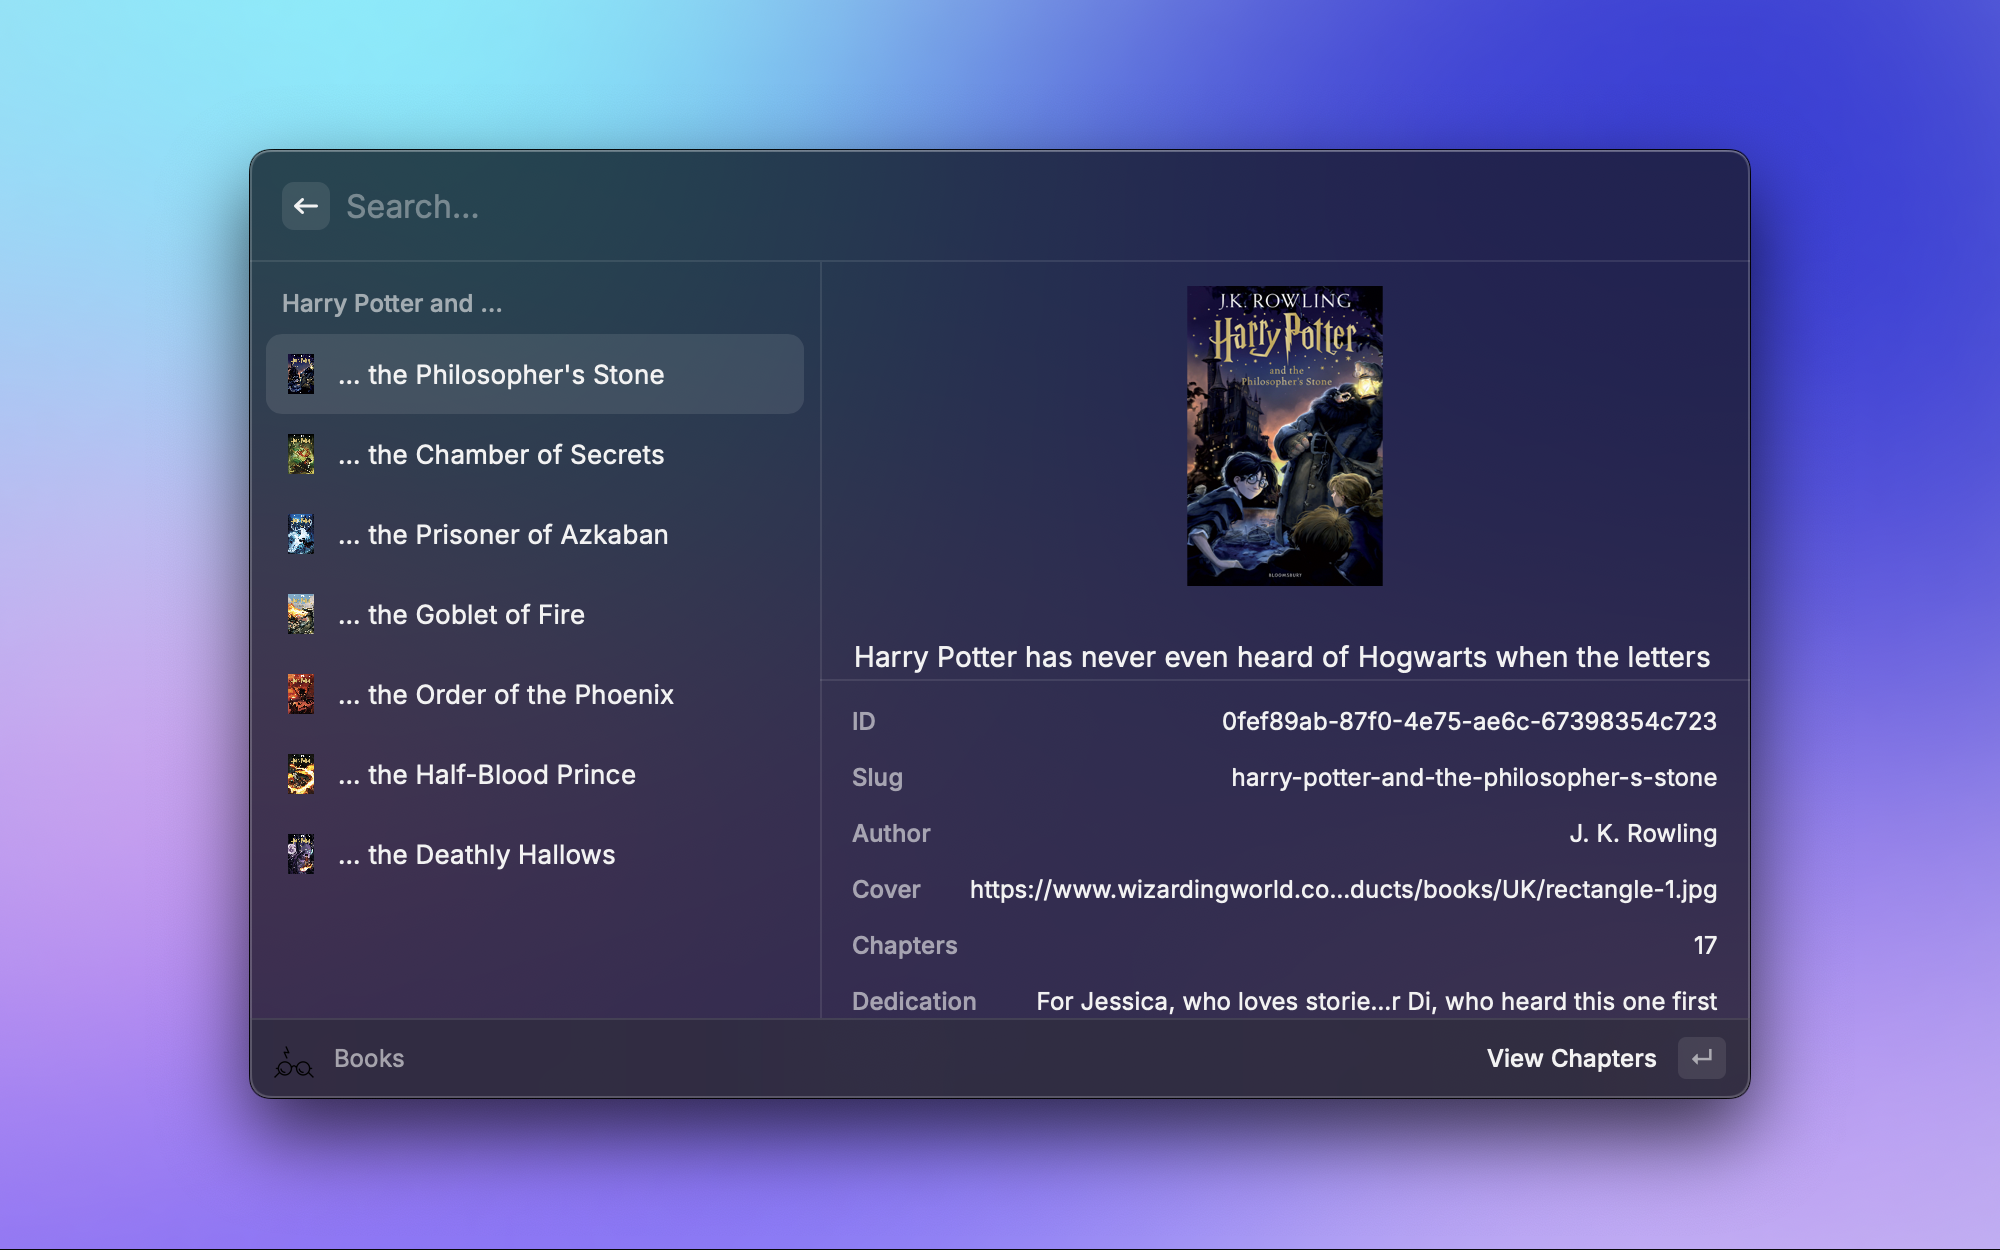 Search...
Harry Potter and ...
... the Philosopher's Stone
... the Chamber of Secrets
... the Prisoner of Azkaban
... the Goblet of Fire
... the Order of the Phoenix
... the Half-Blood Prince
... the Deathly Hallows
J.K. ROWLING
Harry Potter
and the
Philosopher's Stone
BLOOMSBURY
Harry Potter has never even heard of Hogwarts when the letters
ID 0fef89ab-87f0-4e75-ae6c-67398354c723
Slug harry-potter-and-the-philosopher-s-stone
Author J. K. Rowling
Cover https://www.wizardingworld.co...ducts/books/UK/rectangle-1.jpg
Chapters 17
Dedication For Jessica, who loves storie...r Di, who heard this one first
Books
View Chapters